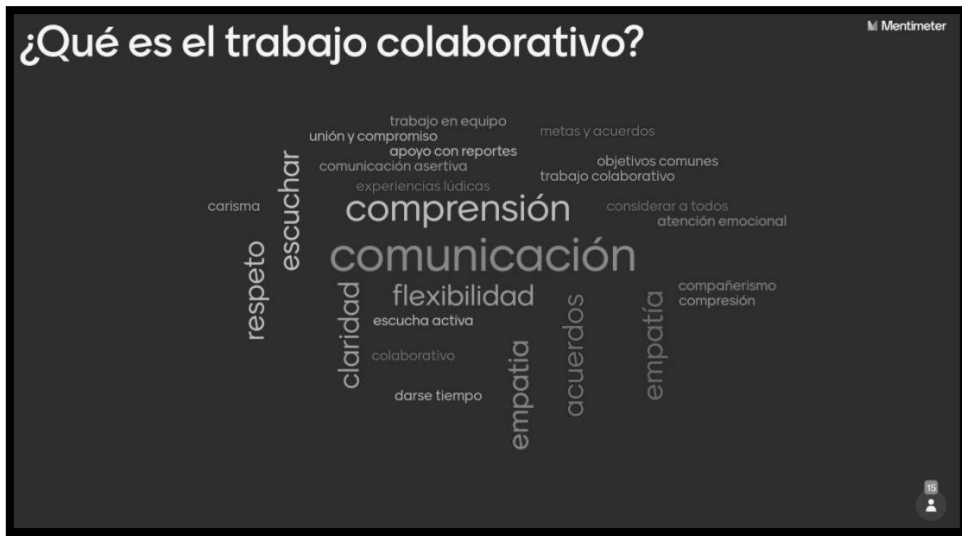 ¿Qué es el trabajo colaborativo?
Mentimeter
trabajo en equipo
metas y acuerdos
unión y compromiso
apoyo con reportes
objetivos comunes
comunicación asertiva
trabajo colaborativo
experiencias lúdicas
escuchar
carisma
comprensión
considerar a todos
atención emocional
respeto
comunicación
compañerismo
compresión
flexibilidad
claridad
escucha activa
acuerdos
empatía
colaborativo
empatia
darse tiempo
15